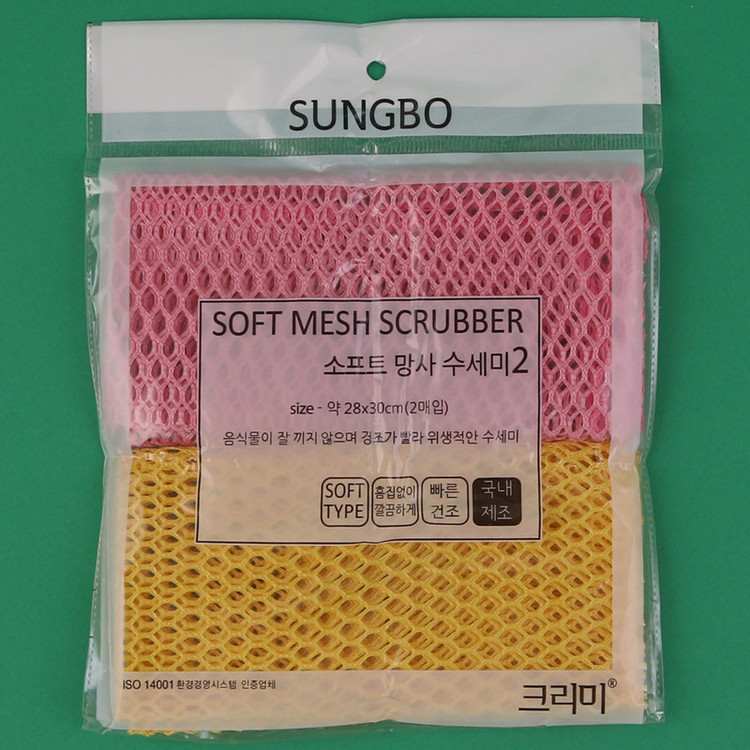 SUNGBO
SOFT MESH SCRUBBER
소프트 망사 수세미2
size - 약 28x30cm(2매입)
음식물이 잘 끼지 않으며 경조가 빨라 위생적안 수세미
SOFT TYPE
흠집없이 깔끔하게
빠른 건조
국내 제조
ISO 14001 환경경영시스템 인증업체
크리미®